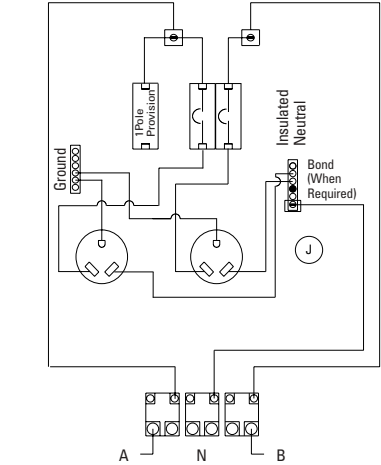 1Pole
Provision
Insulated
Neutral
Ground
Bond
(When
Required)
J
A N B